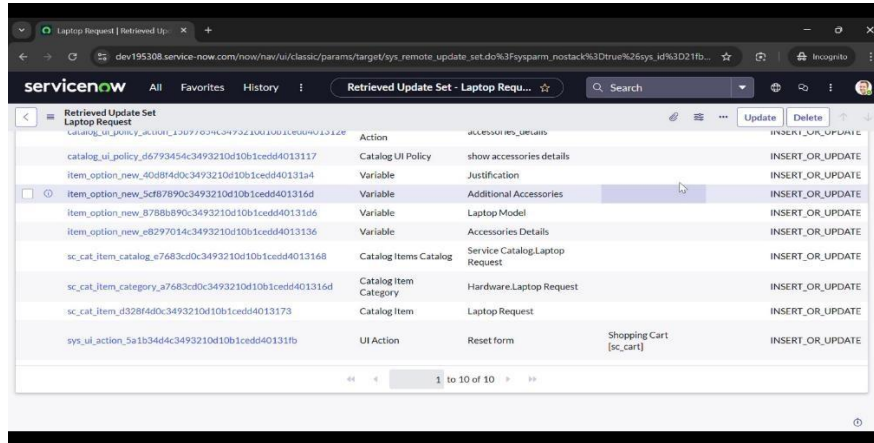 Laptop Request | Retrieved Up
dev195308.service-now.com/now/nav/ui/classic/params/target/sys_remote_update_set.do%3Fsysparm_nostack%3Dtrue%26sys_id%3D21fb...
Incognito
servicenow All Favorites History Retrieved Update Set - Laptop Requ... Search
Retrieved Update Set
Laptop Request
Update Delete
Action accessories_details INSERT_OR_UPDATE
catalog_ui_policy_d6793454c3493210d10b1cedd4013117 Catalog UI Policy show accessories details INSERT_OR_UPDATE
item_option_new_40d8f4d0c3493210d10b1cedd40131a4 Variable Justification INSERT_OR_UPDATE
item_option_new_5cf87890c3493210d10b1cedd401316d Variable Additional Accessories INSERT_OR_UPDATE
item_option_new_8788b890c3493210d10b1cedd40131d6 Variable Laptop Model INSERT_OR_UPDATE
item_option_new_e8297014c3493210d10b1cedd4013136 Variable Accessories Details INSERT_OR_UPDATE
sc_cat_item_catalog_e7683cd0c3493210d10b1cedd4013168 Catalog Items Catalog Service Catalog.Laptop Request INSERT_OR_UPDATE
sc_cat_item_category_a7683cd0c3493210d10b1cedd401316d Catalog Item Category Hardware.Laptop Request INSERT_OR_UPDATE
sc_cat_item_d328f4d0c3493210d10b1cedd4013173 Catalog Item Laptop Request INSERT_OR_UPDATE
sys_ui_action_5a1b34d4c3493210d10b1cedd40131fb UI Action Reset form Shopping Cart [sc_cart] INSERT_OR_UPDATE
1 to 10 of 10